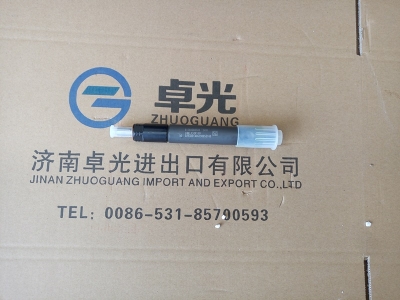 卓光
ZHUOGUANG
济南卓光进出口有限公司
JINAN ZHUOGUANG IMPORT AND EXPORT CO.,LTD.
TEL: 0086-531-85790593